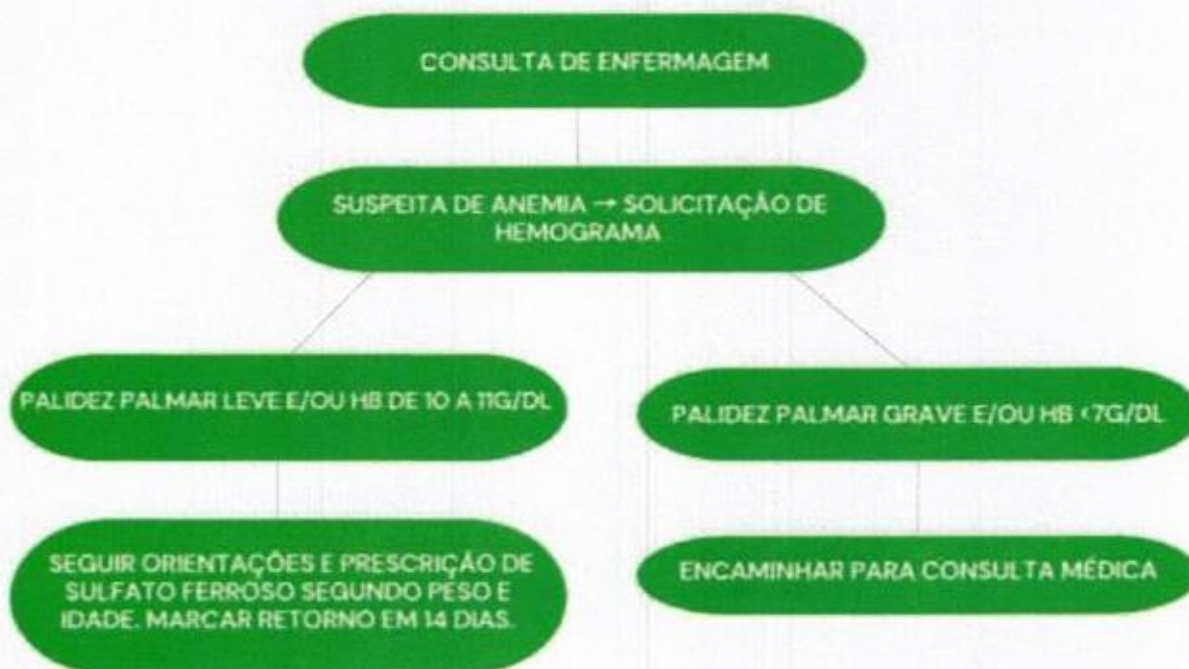 CONSULTA DE ENFERMAGEM
SUSPEITA DE ANEMIA → SOLICITAÇÃO DE
HEMOGRAMA
PALIDEZ PALMAR LEVE E/OU HB DE 10 A 11G/DL
PALIDEZ PALMAR GRAVE E/OU HB <7G/DL
SEGUIR ORIENTAÇÕES E PRESCRIÇÃO DE
SULFATO FERROSO SEGUNDO PESO E
IDADE. MARCAR RETORNO EM 14 DIAS.
ENCAMINHAR PARA CONSULTA MÉDICA